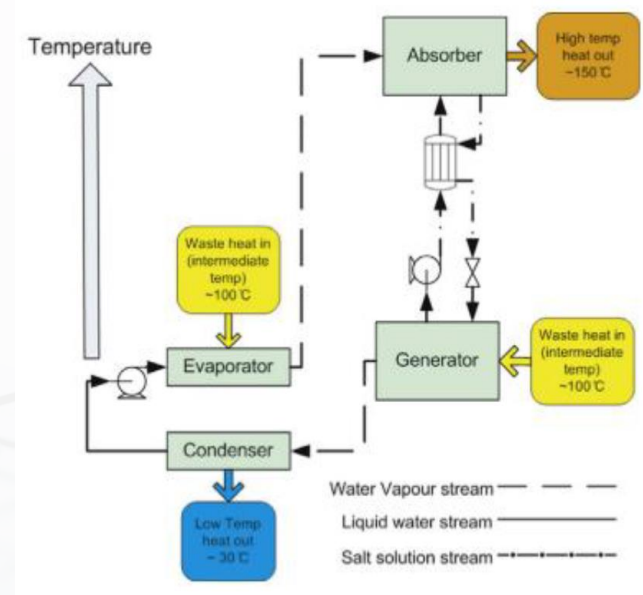 Temperature
Absorber
High temp
heat out
~150℃
Waste heat in
(intermediate
temp)
~100℃
Evaporator
Generator
Waste heat in
(intermediate
temp)
~100℃
Condenser
Low Temp
heat out
~ 30℃
Water Vapour stream
Liquid water stream
Salt solution stream